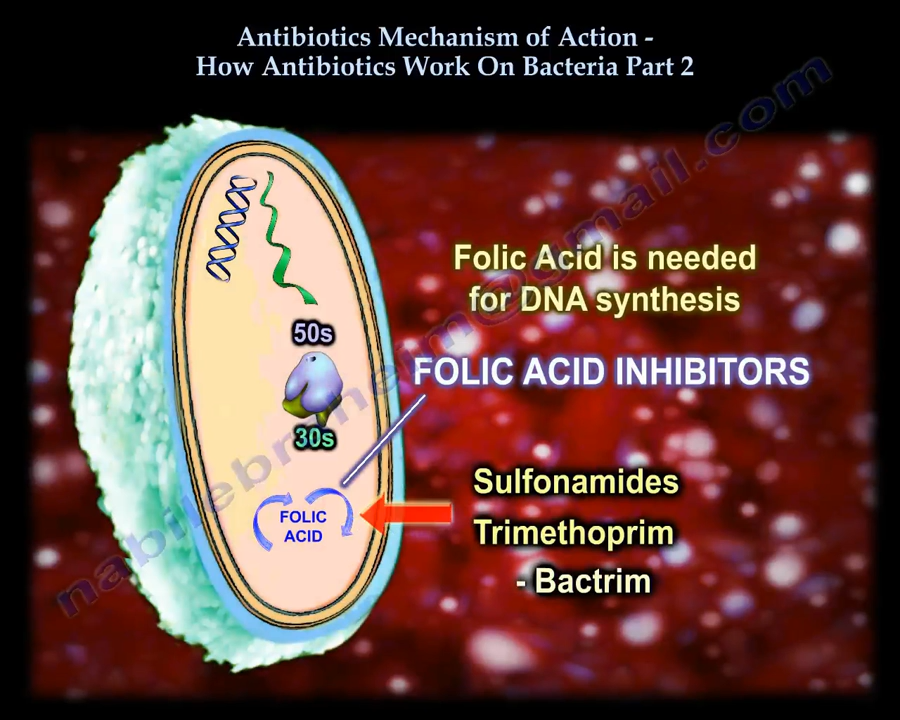 Antibiotics Mechanism of Action -
How Antibiotics Work On Bacteria Part 2
Folic Acid is needed
for DNA synthesis
50s
FOLIC ACID INHIBITORS
30s
Sulfonamides
FOLIC
ACID
Trimethoprim
- Bactrim